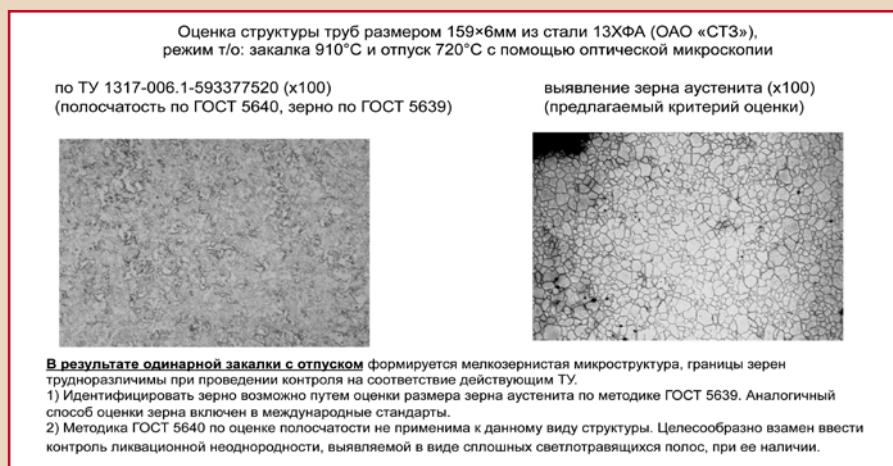 Оценка структуры труб размером 159×6мм из стали 13ХФА (ОАО «СТЗ»),
режим т/о: закалка 910°С и отпуск 720°С с помощью оптической микроскопии
по ТУ 1317-006.1-593377520 (х100)
(полосчатость по ГОСТ 5640, зерно по ГОСТ 5639)
выявление зерна аустенита (х100)
(предлагаемый критерий оценки)
В результате одинарной закалки с отпуском формируется мелкозернистая микроструктура, границы зерен
трудноразличимы при проведении контроля на соответствие действующим ТУ.
1) Идентифицировать зерно возможно путем оценки размера зерна аустенита по методике ГОСТ 5639. Аналогичный
способ оценки зерна включен в международные стандарты.
2) Методика ГОСТ 5640 по оценке полосчатости не применима к данному виду структуры. Целесообразно взамен ввести
контроль ликвационной неоднородности, выявляемой в виде сплошных светлотравящихся полос, при ее наличии.